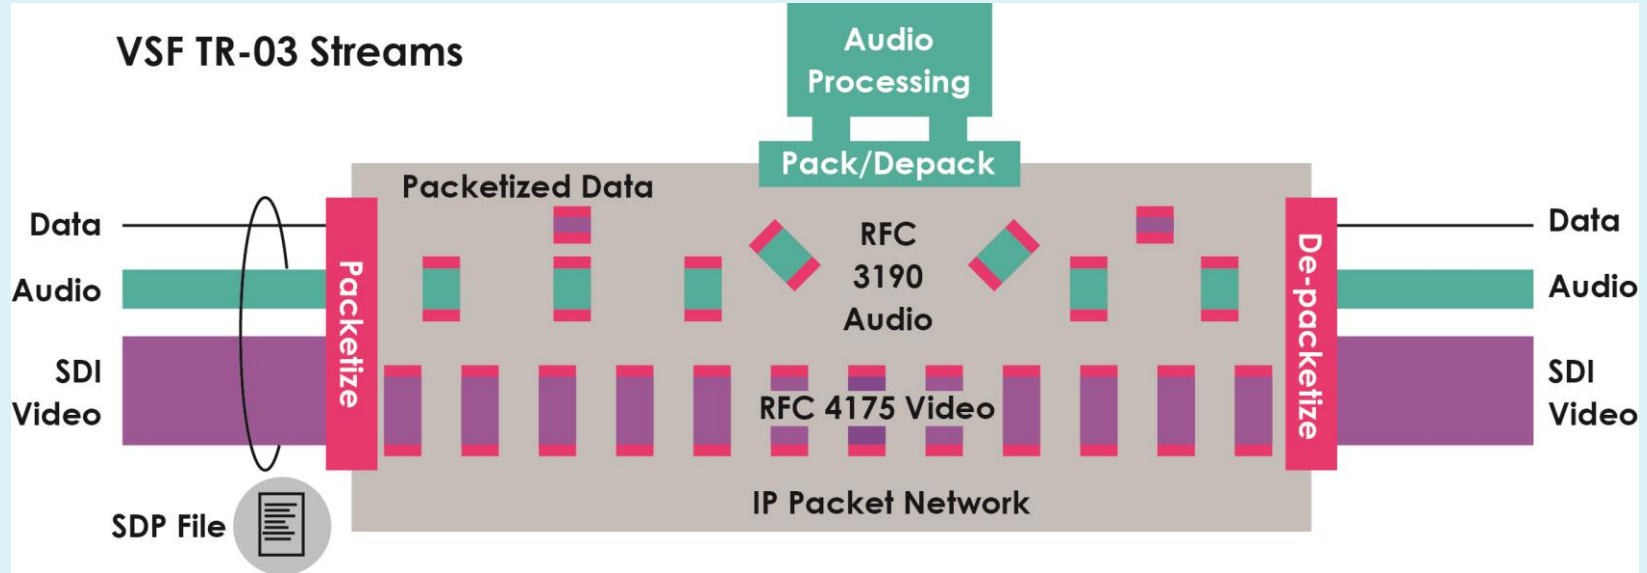 VSF TR-03 Streams
Audio
Processing
Pack/Depack
Packetized Data
Data
Audio
SDI
Video
Packetize
RFC
3190
Audio
RFC 4175 Video
IP Packet Network
De-packetize
Data
Audio
SDI
Video
SDP File